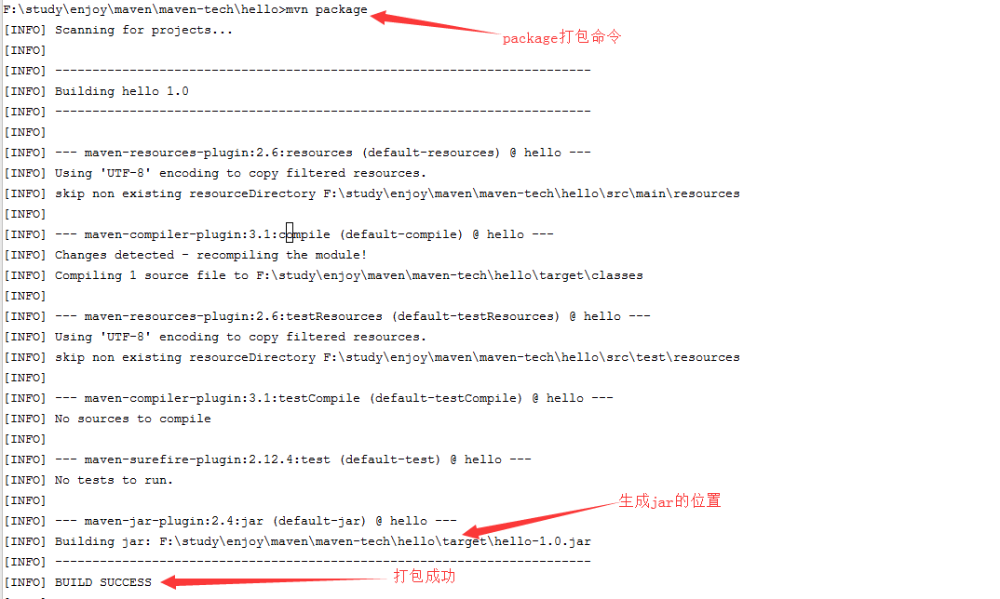 F:\study\enjoy\maven\maven-tech\hello>mvn package
package打包命令
[INFO] Scanning for projects...
[INFO]
[INFO] ------------------------------------------------------------------------
[INFO] Building hello 1.0
[INFO] ------------------------------------------------------------------------
[INFO]
[INFO] --- maven-resources-plugin:2.6:resources (default-resources) @ hello ---
[INFO] Using 'UTF-8' encoding to copy filtered resources.
[INFO] skip non existing resourceDirectory F:\study\enjoy\maven\maven-tech\hello\src\main\resources
[INFO]
[INFO] --- maven-compiler-plugin:3.1:compile (default-compile) @ hello ---
[INFO] Changes detected - recompiling the module!
[INFO] Compiling 1 source file to F:\study\enjoy\maven\maven-tech\hello\target\classes
[INFO]
[INFO] --- maven-resources-plugin:2.6:testResources (default-testResources) @ hello ---
[INFO] Using 'UTF-8' encoding to copy filtered resources.
[INFO] skip non existing resourceDirectory F:\study\enjoy\maven\maven-tech\hello\src\test\resources
[INFO]
[INFO] --- maven-compiler-plugin:3.1:testCompile (default-testCompile) @ hello ---
[INFO] No sources to compile
[INFO]
[INFO] --- maven-surefire-plugin:2.12.4:test (default-test) @ hello ---
[INFO] No tests to run.
[INFO]
生成jar的位置
[INFO] --- maven-jar-plugin:2.4:jar (default-jar) @ hello ---
[INFO] Building jar: F:\study\enjoy\maven\maven-tech\hello\target\hello-1.0.jar
[INFO] ------------------------------------------------------------------------
[INFO] BUILD SUCCESS
打包成功